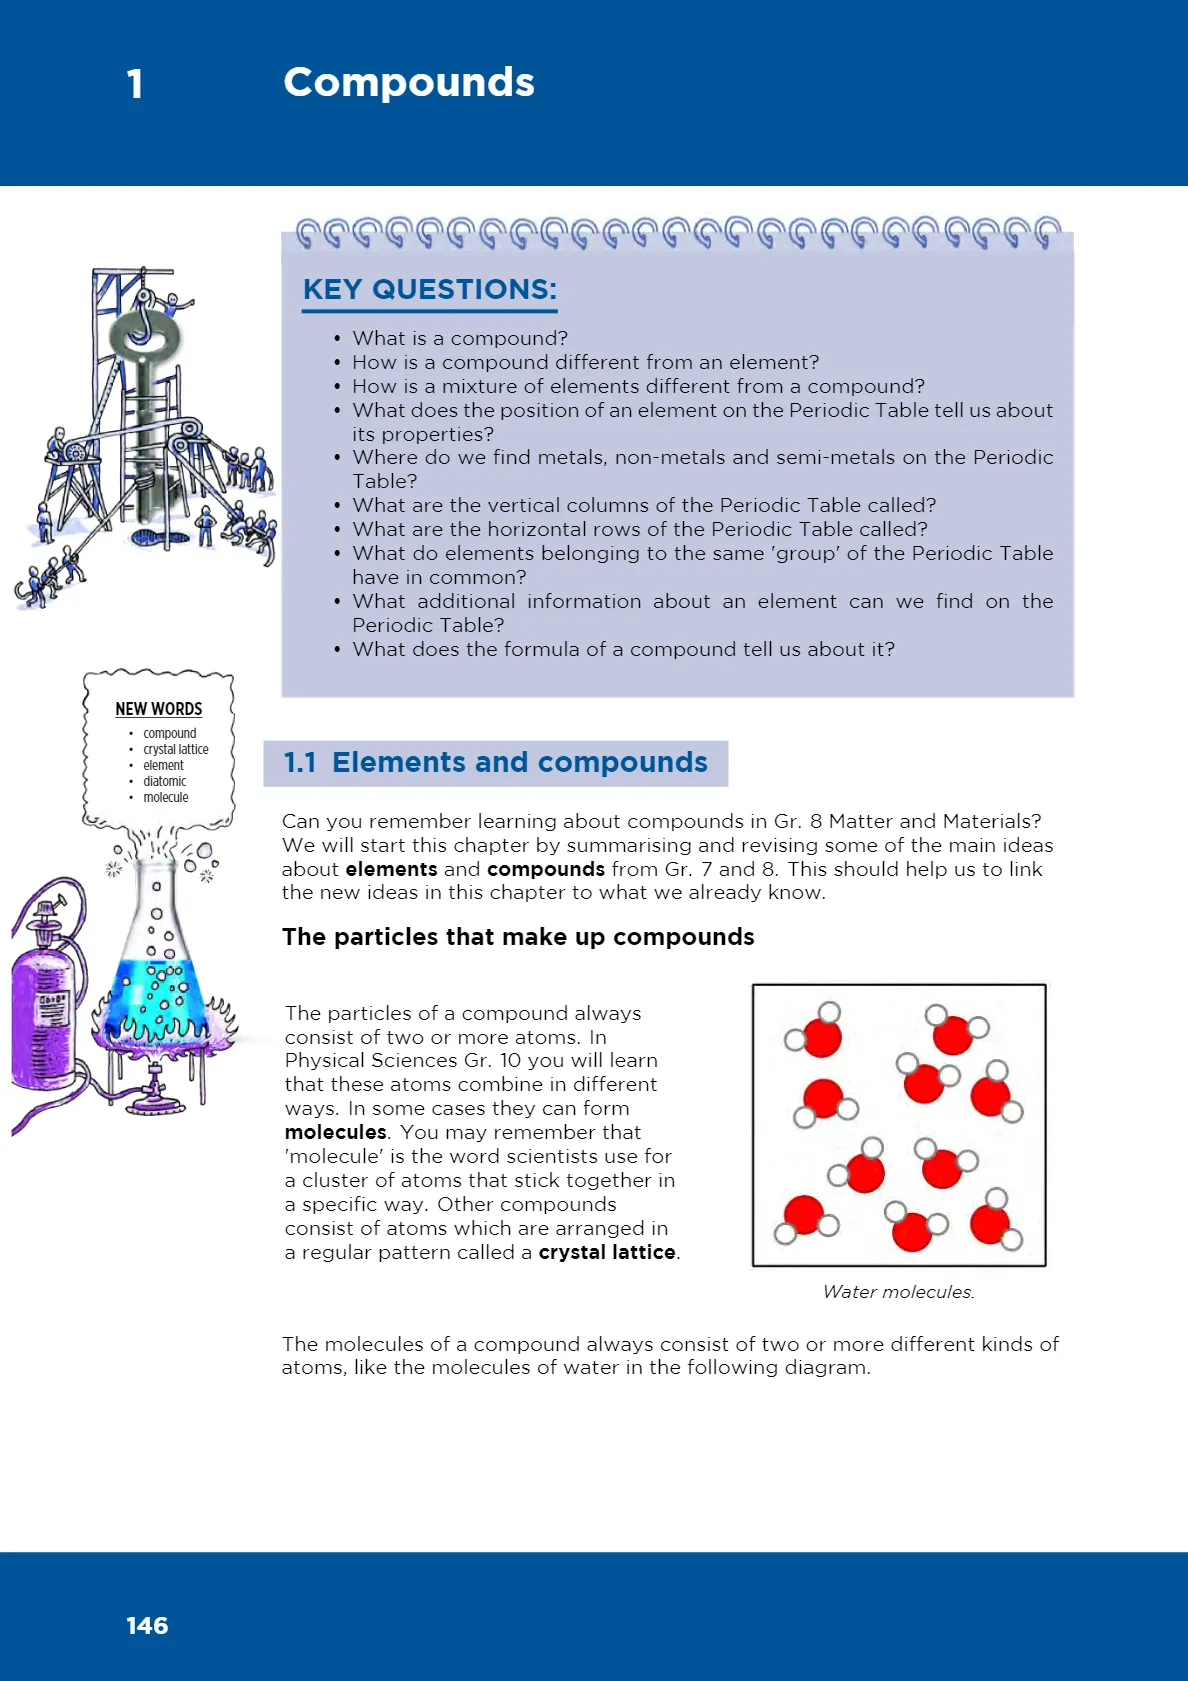 1
Compounds
KEY QUESTIONS:
• What is a compound?
• How is a compound different from an element?
• How is a mixture of elements different from a compound?
• What does the position of an element on the Periodic Table tell us about
its properties?
• Where do we find metals, non-metals and semi-metals on the Periodic
Table?
• What are the vertical columns of the Periodic Table called?
• What are the horizontal rows of the Periodic Table called?
• What do elements belonging to the same 'group' of the Periodic Table
have in common?
• What additional information about an element can we find on the
Periodic Table?
• What does the formula of a compound tell us about it?
NEW WORDS
• compound
• crystal lattice
• element
• diatomic
• molecule
1.1 Elements and compounds
Can you remember learning about compounds in Gr. 8 Matter and Materials?
We will start this chapter by summarising and revising some of the main ideas
about elements and compounds from Gr. 7 and 8. This should help us to link
the new ideas in this chapter to what we already know.
The particles that make up compounds
The particles of a compound always
consist of two or more atoms. In
Physical Sciences Gr. 10 you will learn
that these atoms combine in different
ways. In some cases they can form
molecules. You may remember that
'molecule' is the word scientists use for
a cluster of atoms that stick together in
a specific way. Other compounds
consist of atoms which are arranged in
a regular pattern called a crystal lattice.
Water molecules.
The molecules of a compound always consist of two or more different kinds of
atoms, like the molecules of water in the following diagram.
146